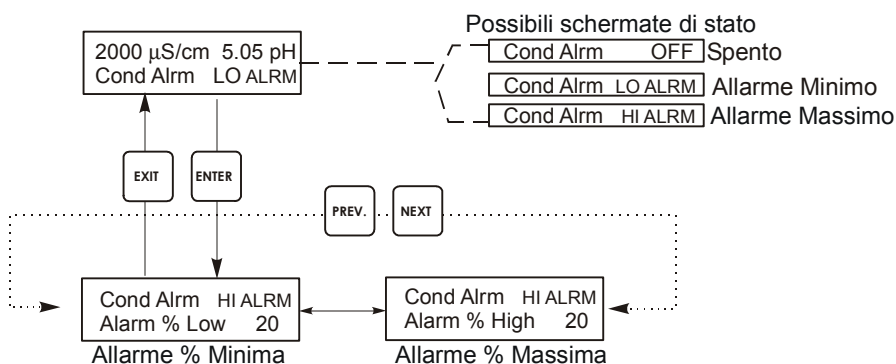 Possibili schermate di stato
2000 µS/cm 5.05 pH
Cond Alrm LO ALRM
Cond Alrm OFF Spento
Cond Alrm LO ALRM Allarme Minimo
Cond Alrm HI ALRM Allarme Massimo
EXIT ENTER
PREV. NEXT
Cond Alrm HI ALRM
Alarm % Low 20
Allarme % Minima
Cond Alrm HI ALRM
Alarm % High 20
Allarme % Massima